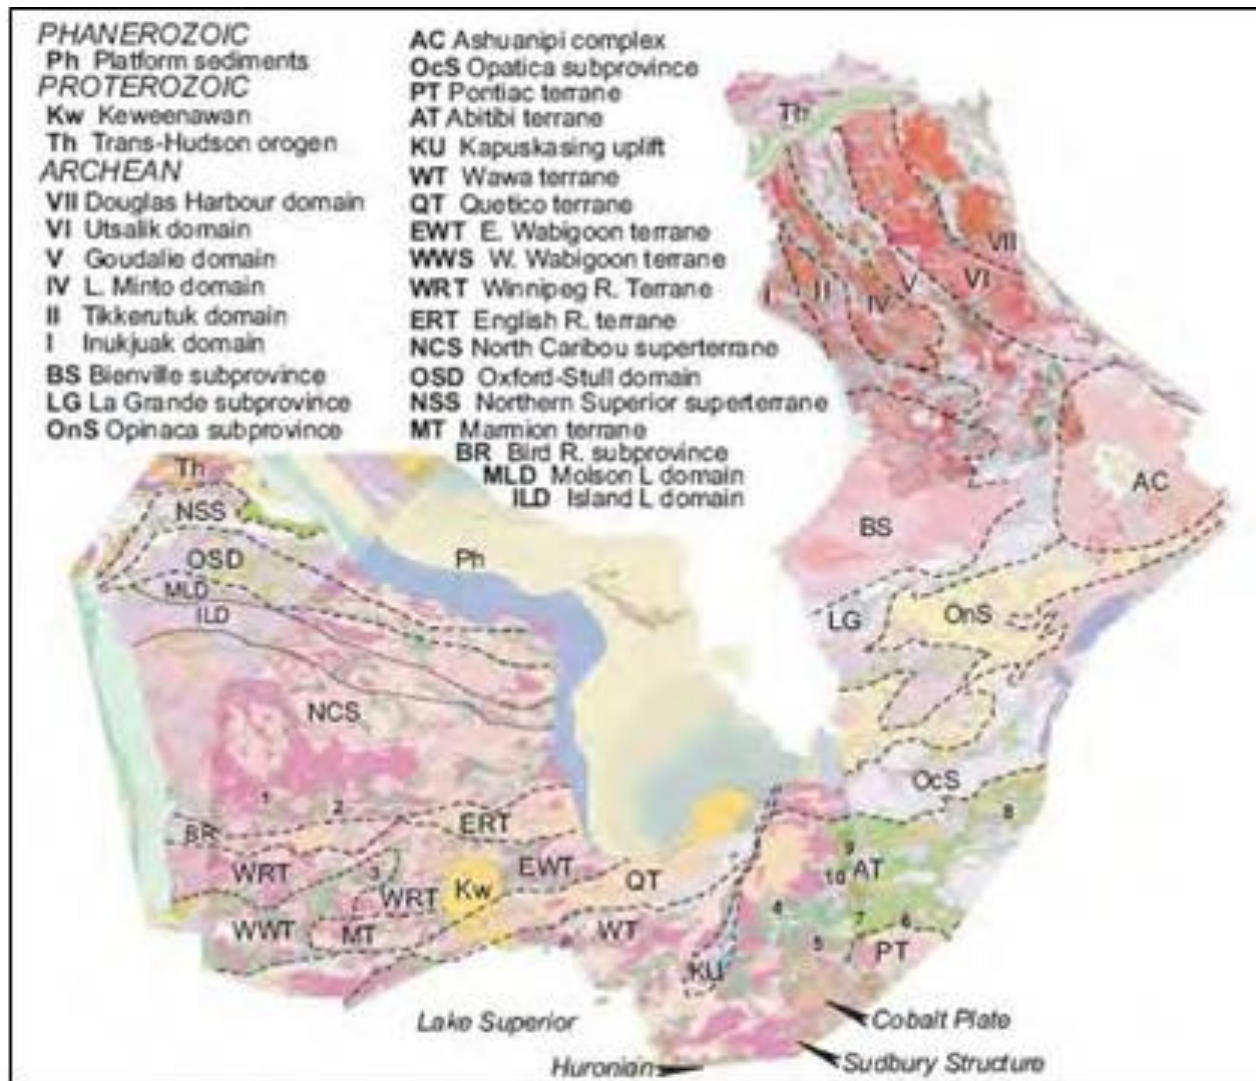 PHANEROZOIC
Ph Platform sediments
PROTEROZOIC
Kw Keweenawan
Th Trans-Hudson orogen
ARCHEAN
VII Douglas Harbour domain
VI Utsalik domain
V Goudalie domain
IV L. Minto domain
II Tikkerutuk domain
I Inukjuak domain
BS Bienville subprovince
LG La Grande subprovince
OnS Opinaca subprovince
AC Ashuanipi complex
OcS Opatica subprovince
PT Pontiac terrane
AT Abitibi terrane
KU Kapuskasing uplift
WT Wawa terrane
QT Quetico terrane
EWT E. Wabigoon terrane
WWS W. Wabigoon terrane
WRT Winnipeg R. Terrane
ERT English R. terrane
NCS North Caribou superterrane
OSD Oxford-Stull domain
NSS Northern Superior superterrane
MT Marmion terrane
BR Bird R. subprovince
MLD Molson L domain
ILD Island L domain
Th
VII
VI
V
I
II
IV
AC
BS
Th
NSS
OSD
Ph
MLD
ILD
LG
OnS
NCS
OcS
1
2
8
BR
ERT
9
WRT
3
EWT
QT
10
AT
WRT
Kw
4
7
6
WWT
MT
WT
5
PT
KU
Lake Superior
Cobalt Plate
Huronian
Sudbury Structure